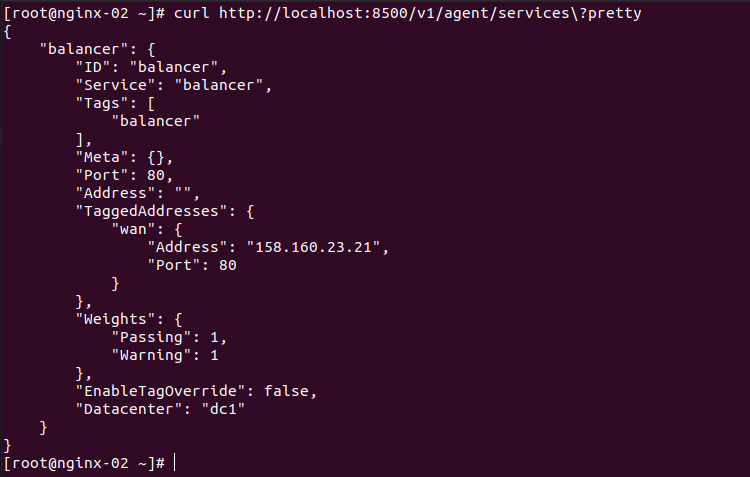 [root@nginx-02 ~]# curl http://localhost:8500/v1/agent/services\?pretty
{
    "balancer": {
        "ID": "balancer",
        "Service": "balancer",
        "Tags": [
            "balancer"
        ],
        "Meta": {},
        "Port": 80,
        "Address": "",
        "TaggedAddresses": {
            "wan": {
                "Address": "158.160.23.21",
                "Port": 80
            }
        },
        "Weights": {
            "Passing": 1,
            "Warning": 1
        },
        "EnableTagOverride": false,
        "Datacenter": "dc1"
    }
}
[root@nginx-02 ~]#